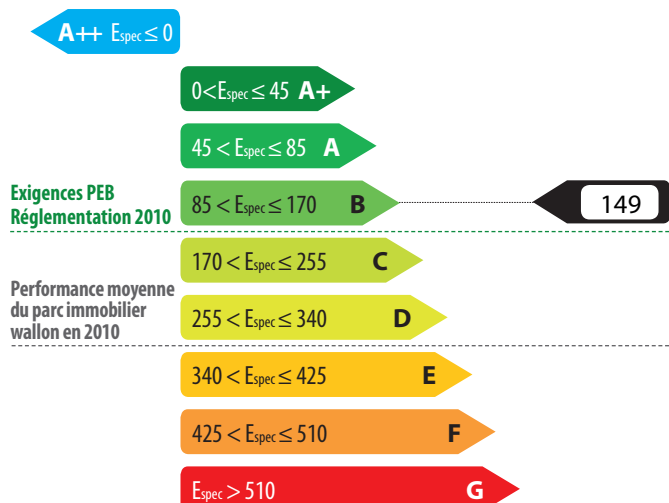 A++ Espec ≤ 0
0<Espec ≤ 45 A+
45 < Espec ≤ 85 A
Exigences PEB
Réglementation 2010
85 < Espec ≤ 170 B
149
170 < Espec ≤ 255 C
Performance moyenne
du parc immobilier
wallon en 2010
255 < Espec ≤ 340 D
340 < Espec ≤ 425 E
425 < Espec ≤ 510 F
Espec > 510 G